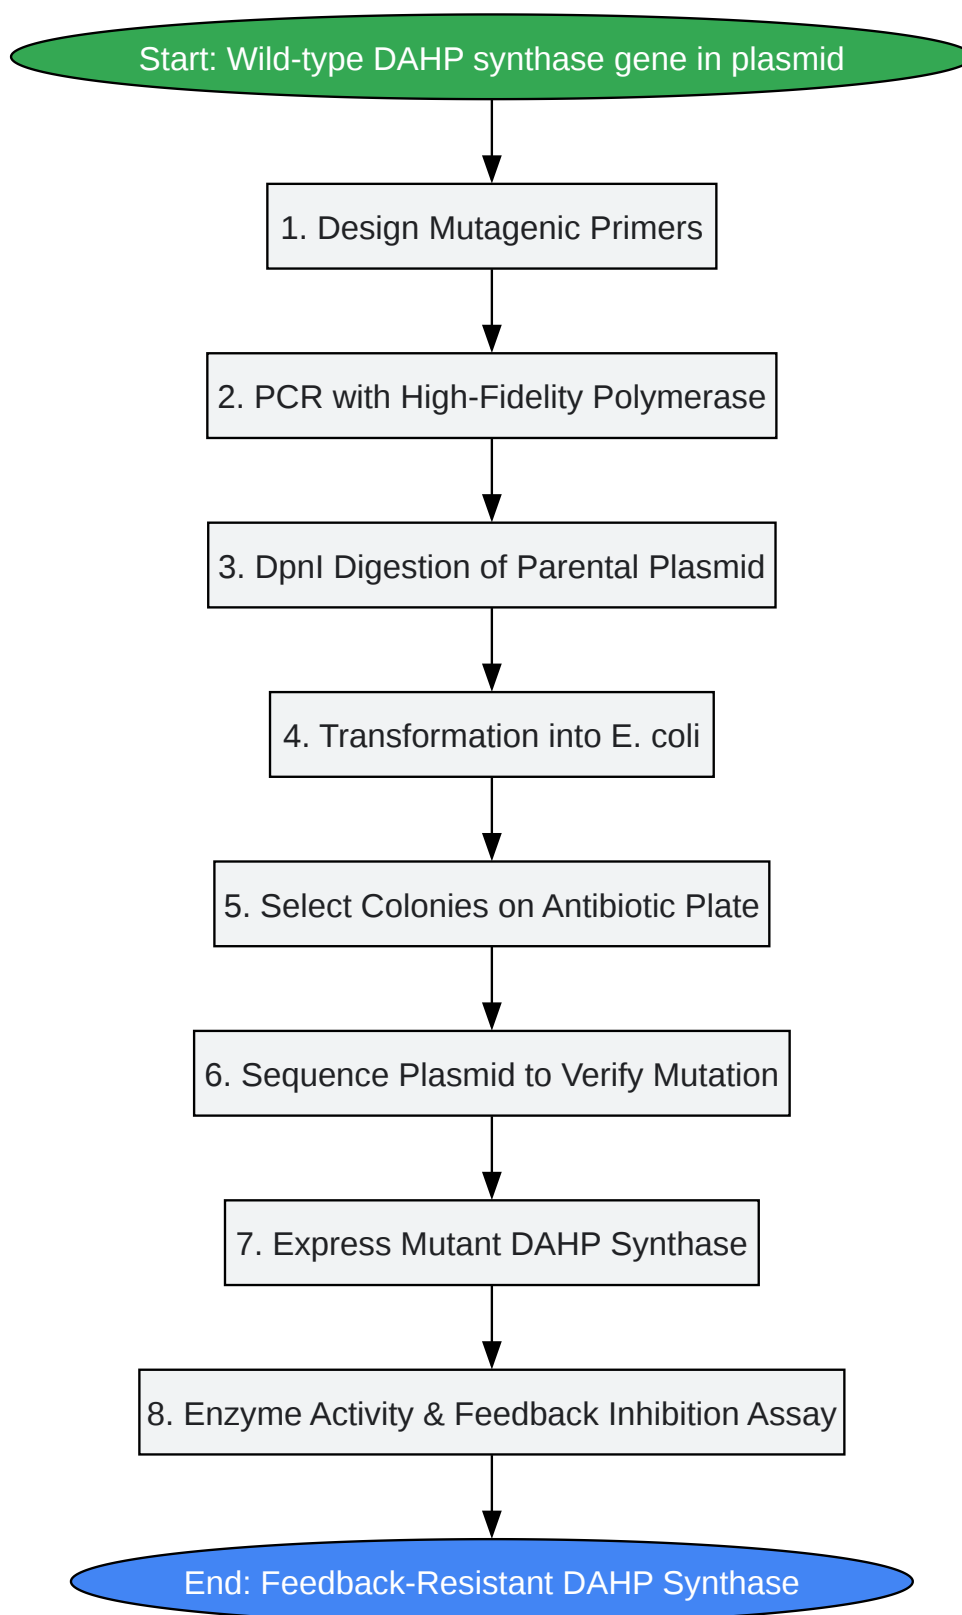 Start: Wild-type DAHP synthase gene in plasmid
1. Design Mutagenic Primers
2. PCR with High-Fidelity Polymerase
3. DpnI Digestion of Parental Plasmid
4. Transformation into E. coli
5. Select Colonies on Antibiotic Plate
6. Sequence Plasmid to Verify Mutation
7. Express Mutant DAHP Synthase
8. Enzyme Activity & Feedback Inhibition Assay
End: Feedback-Resistant DAHP Synthase